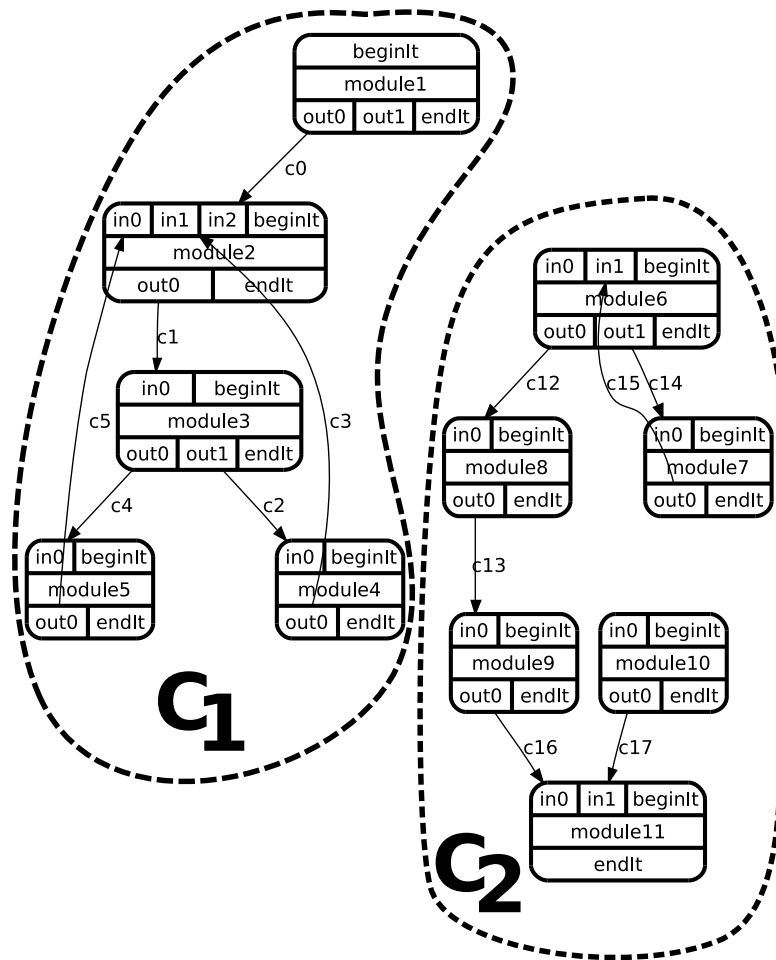 beginIt
module1
out0 out1 endIt
c0
in0 in1 in2 beginIt
module2
out0 endIt
c1
in0 beginIt
module3
out0 out1 endIt
c5
c3
c4
c2
in0 beginIt
module5
out0 endIt
in0 beginIt
module4
out0 endIt
C1
in0 in1 beginIt
module6
out0 out1 endIt
c12
c15
c14
in0 beginIt
module8
out0 endIt
in0 beginIt
module7
out0 endIt
c13
in0 beginIt
module9
out0 endIt
in0 beginIt
module10
out0 endIt
c16
c17
in0 in1 beginIt
module11
endIt
C2